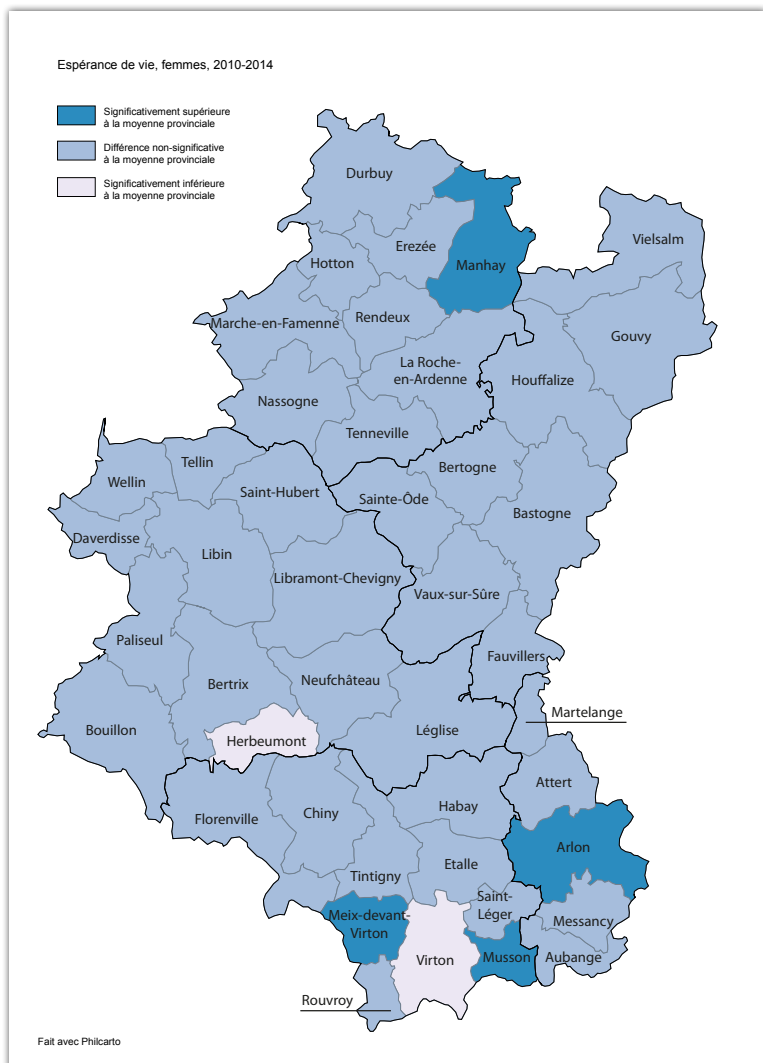 Espérance de vie, femmes, 2010-2014
Significativement supérieure
à la moyenne provinciale
Différence non-significative
à la moyenne provinciale
Significativement inférieure
à la moyenne provinciale
Durbuy
Vielsalm
Erezée
Hotton
Manhay
Rendeux
Marche-en-Famenne
Gouvy
La Roche-
en-Ardenne
Houffalize
Nassogne
Tenneville
Bertogne
Tellin
Saint-Hubert
Wellin
Sainte-Ôde
Bastogne
Daverdisse
Libin
Libramont-Chevigny
Vaux-sur-Sûre
Paliseul
Fauvillers
Neufchâteau
Bertrix
Martelange
Bouillon
Herbeumont
Léglise
Attert
Habay
Chiny
Florenville
Arlon
Etalle
Tintigny
Saint-
Léger
Meix-devant-
Virton
Messancy
Virton
Musson
Aubange
Rouvroy
Fait avec Philcarto